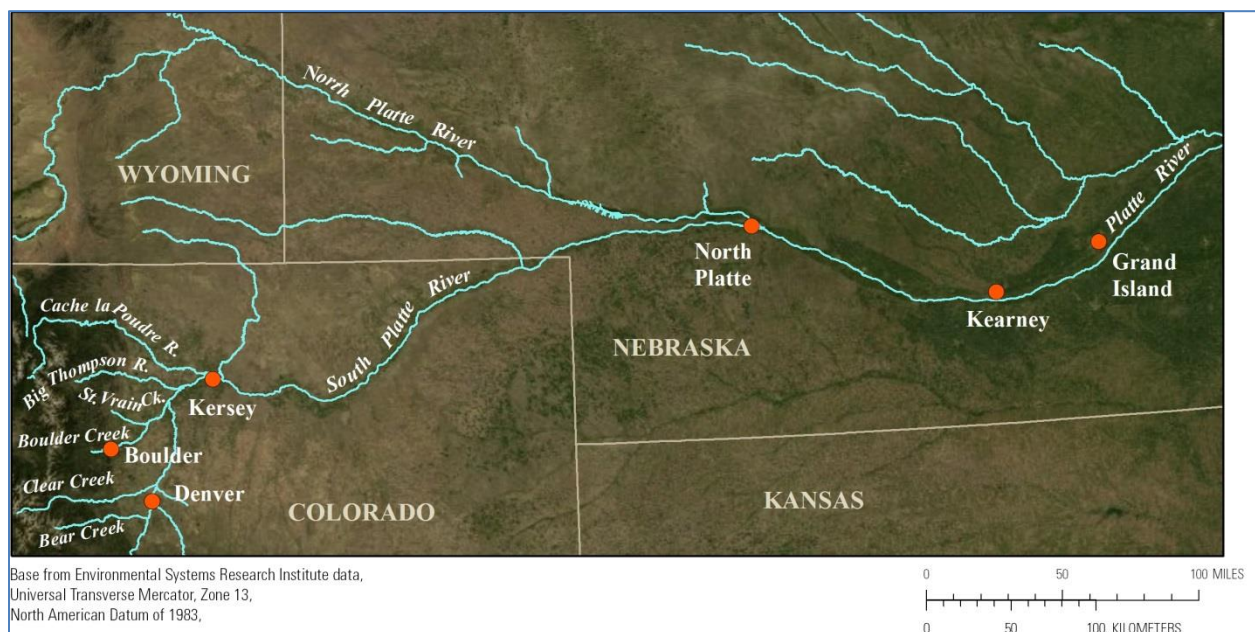 North Platte River
WYOMING
Platte River
North
Platte
Grand
Island
Kearney
South Platte River
NEBRASKA
Cache la Poudre R.
Big Thompson R.
St. Vrain Ck.
Kersey
Boulder Creek
Boulder
Clear Creek
Denver
Bear Creek
COLORADO
KANSAS
Base from Environmental Systems Research Institute data,
Universal Transverse Mercator, Zone 13,
North American Datum of 1983,
0 50 100 MILES
0 50 100 KILOMETERS